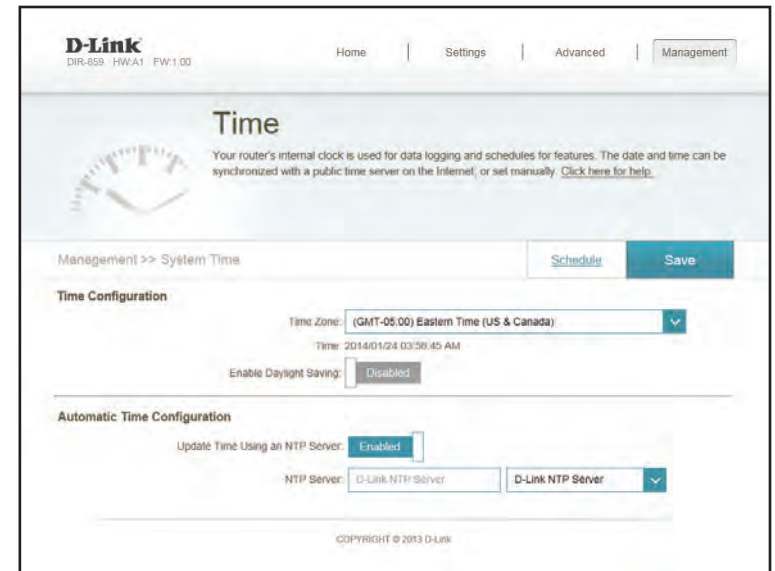 D-Link
DIR-859 HW:A1 FW:1.00
Home | Settings | Advanced | Management
Time
Your router's internal clock is used for data logging and schedules for features. The date and time can be
synchronized with a public time server on the Internet, or set manually. Click here for help.
Management >> System Time
Schedule
Save
Time Configuration
Time Zone: (GMT-05:00) Eastern Time (US & Canada)
Time: 2014/01/24 03:56:45 AM
Enable Daylight Saving: Disabled
Automatic Time Configuration
Update Time Using an NTP Server: Enabled
NTP Server: D-Link NTP Server D-Link NTP Server
COPYRIGHT © 2013 D-Link